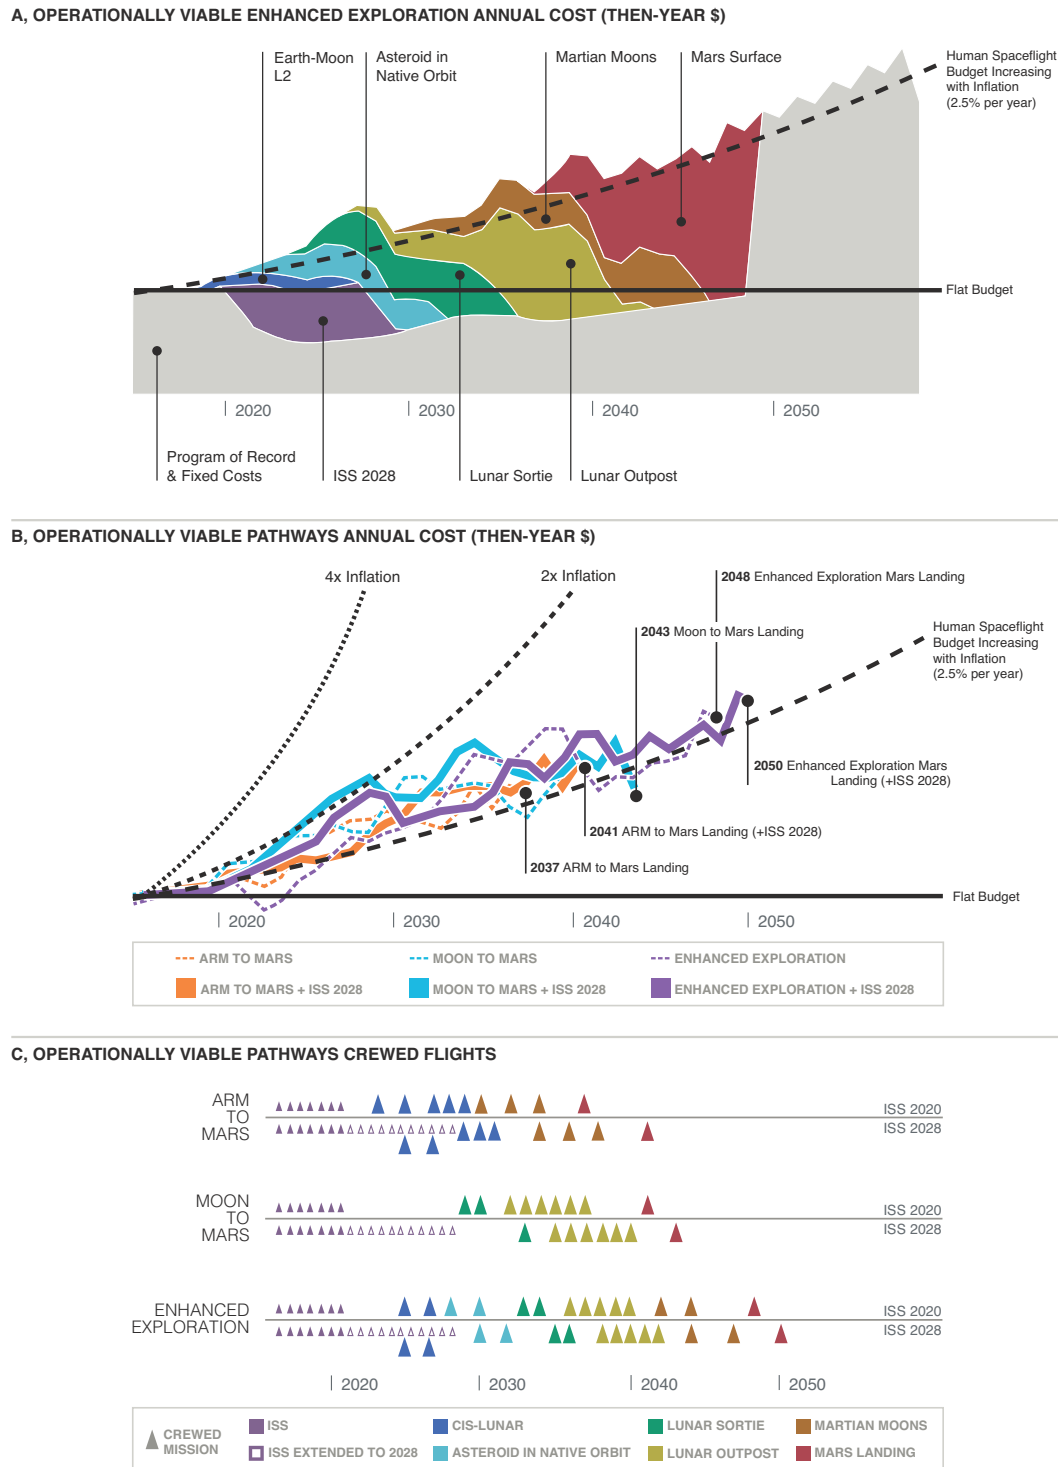 A, OPERATIONALLY VIABLE ENHANCED EXPLORATION ANNUAL COST (THEN-YEAR $)
Earth-Moon
L2
Asteroid in
Native Orbit
Martian Moons
Mars Surface
Human Spaceflight
Budget Increasing
with Inflation
(2.5% per year)
Flat Budget
2020
2030
2040
2050
Program of Record
& Fixed Costs
ISS 2028
Lunar Sortie
Lunar Outpost
B, OPERATIONALLY VIABLE PATHWAYS ANNUAL COST (THEN-YEAR $)
4x Inflation
2x Inflation
2048 Enhanced Exploration Mars Landing
2043 Moon to Mars Landing
Human Spaceflight
Budget Increasing
with Inflation
(2.5% per year)
2050 Enhanced Exploration Mars
Landing (+ISS 2028)
2041 ARM to Mars Landing (+ISS 2028)
2037 ARM to Mars Landing
Flat Budget
2020
2030
2040
2050
ARM TO MARS
MOON TO MARS
ENHANCED EXPLORATION
ARM TO MARS + ISS 2028
MOON TO MARS + ISS 2028
ENHANCED EXPLORATION + ISS 2028
C, OPERATIONALLY VIABLE PATHWAYS CREWED FLIGHTS
ARM
TO
MARS
ISS 2020
ISS 2028
MOON
TO
MARS
ISS 2020
ISS 2028
ENHANCED
EXPLORATION
ISS 2020
ISS 2028
2020
2030
2040
2050
CREWED
MISSION
ISS
CIS-LUNAR
LUNAR SORTIE
MARTIAN MOONS
ISS EXTENDED TO 2028
ASTEROID IN NATIVE ORBIT
LUNAR OUTPOST
MARS LANDING